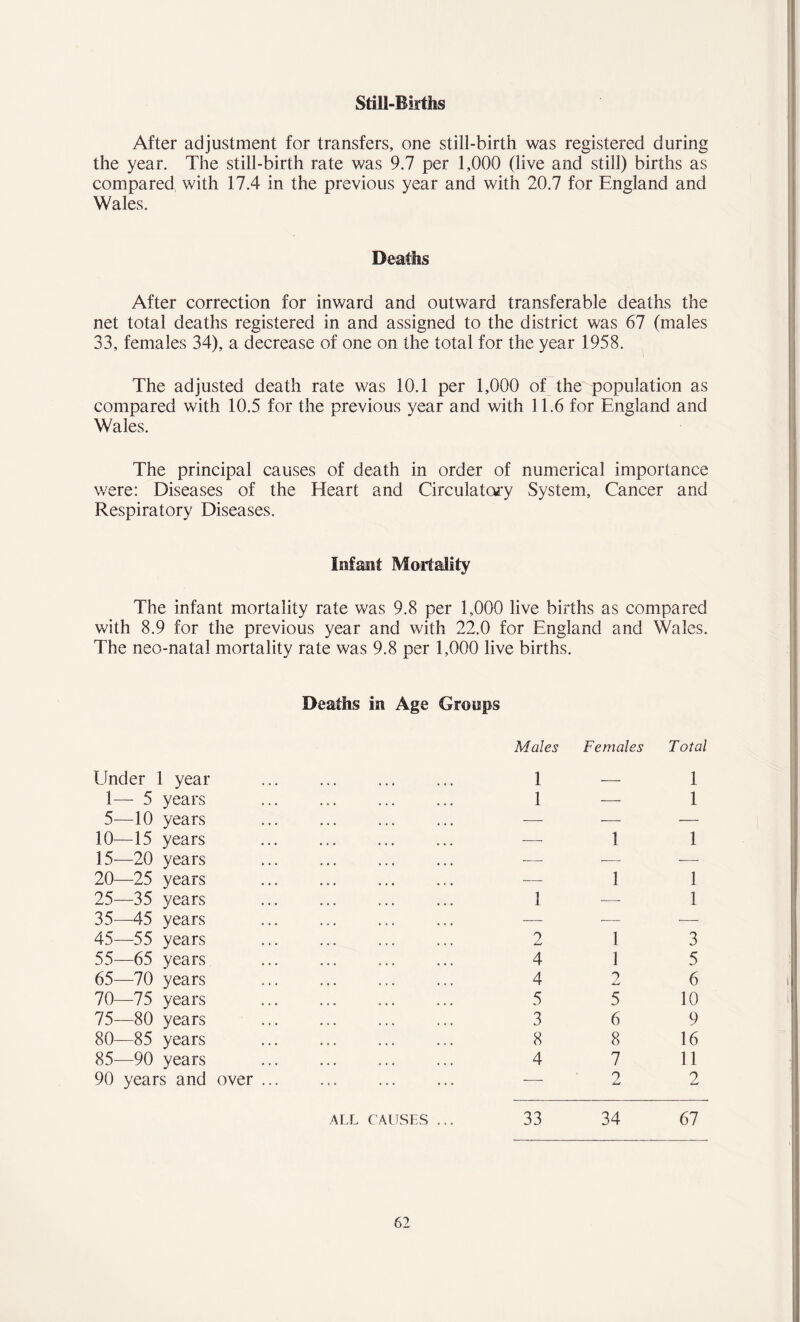 Still-Births
After adjustment for transfers, one still-birth was registered during
the year. The still-birth rate was 9.7 per 1,000 (live and still) births as
compared with 17.4 in the previous year and with 20.7 for England and
Wales.
Deaths
After correction for inward and outward transferable deaths the
net total deaths registered in and assigned to the district was 67 (males
33, females 34), a decrease of one on the total for the year 1958.
The adjusted death rate was 10.1 per 1,000 of the population as
compared with 10.5 for the previous year and with 11.6 for England and
Wales.
The principal causes of death in order of numerical importance
were: Diseases of the Heart and Circulatory System, Cancer and
Respiratory Diseases.
Infant Mortality
The infant mortality rate was 9.8 per 1,000 live births as compared
with 8.9 for the previous year and with 22.0 for England and Wales.
The neo-natal mortality rate was 9.8 per 1,000 live births.
Deaths in Age Groups
Males Females Total
Under 1 year ... ... ... ... 1 — 1
1— 5 years ... ... ... ... 1 — 1
5—10 years ... ... ... ... — — —
10—15 years ... ... ... ... — 1 1
15—20 years ... ... ... ... — — —
20—25 years ... ... ... ... — 1 1
25—35 years ... ... ... ... 1 — 1
35—45 years ... ... ... ... — — —
45—55 years ... ... ... ... 2 1 3
55—65 years ... ... ... ... 4 1 5
65—70 years ... ... ... ... 4 2 6
70—75 years ... ... ... ... 5 5 10
75—80 years ... ... ... ... 3 6 9
80—85 years ... ... ... ... 8 8 16
85—90 years ... ... ... ... 4 7 11
90 years and over ... ... ... ... — 2 2
ALL CAUSES ... 33 34 67
62